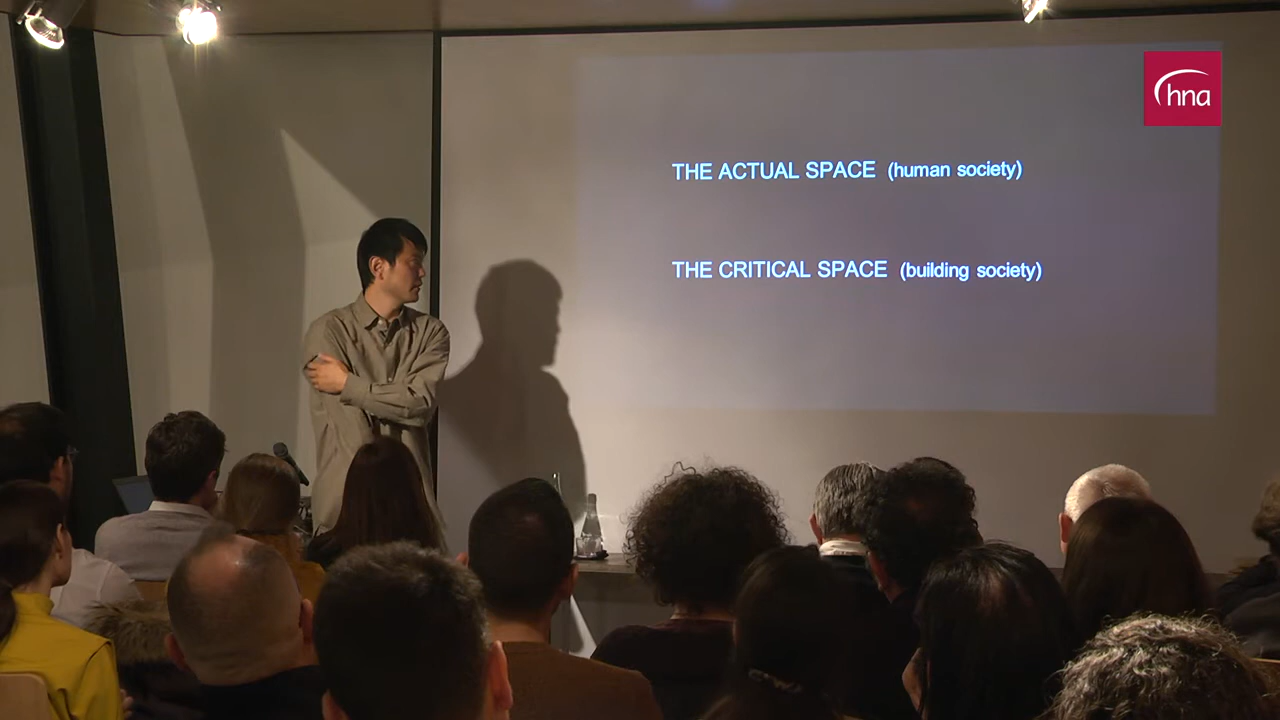 hna
THE ACTUAL SPACE (human society)
THE CRITICAL SPACE (building society)